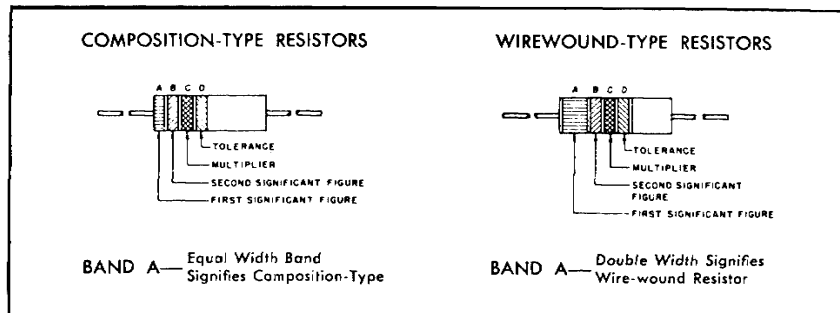 COMPOSITION-TYPE RESISTORS
A B C D
TOLERANCE
MULTIPLIER
SECOND SIGNIFICANT FIGURE
FIRST SIGNIFICANT FIGURE
BAND A— Equal Width Band
Signifies Composition-Type
WIREWOUND-TYPE RESISTORS
A B C D
TOLERANCE
MULTIPLIER
SECOND SIGNIFICANT
FIGURE
FIRST SIGNIFICANT FIGURE
BAND A— Double Width Signifies
Wire-wound Resistor